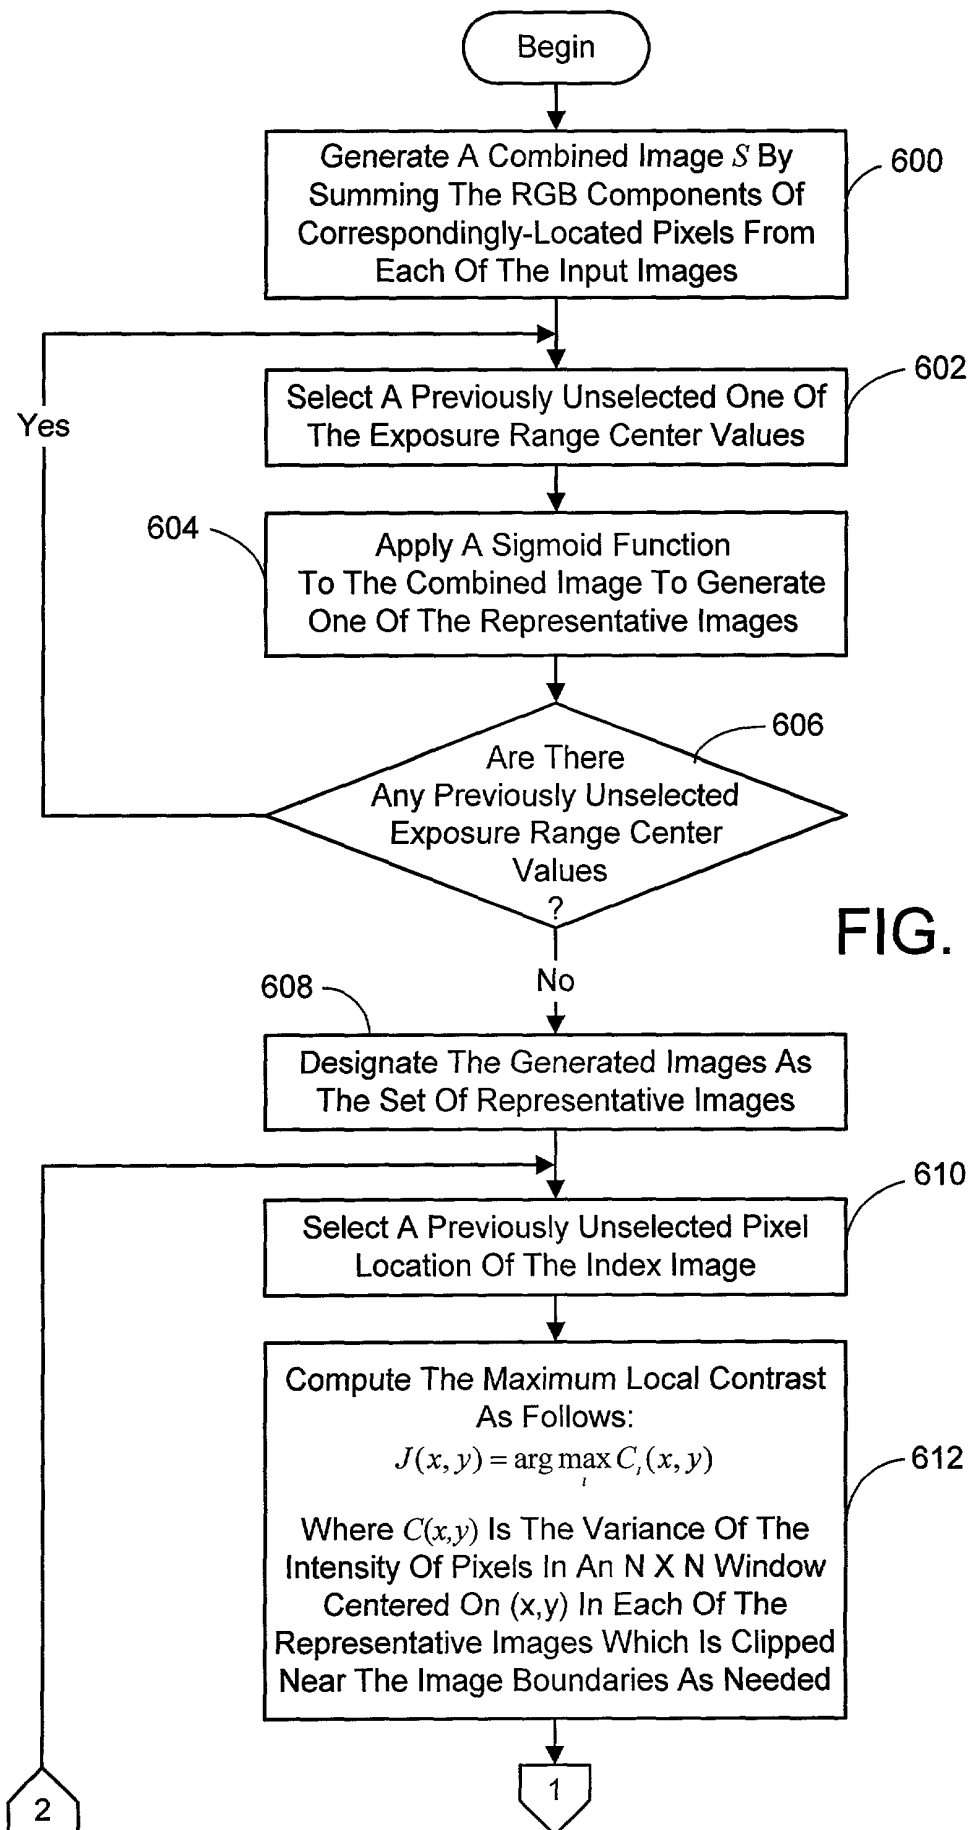 Begin
Generate A Combined Image S By
Summing The RGB Components Of
Correspondingly-Located Pixels From
Each Of The Input Images
600
Yes
602
Select A Previously Unselected One Of
The Exposure Range Center Values
604
Apply A Sigmoid Function
To The Combined Image To Generate
One Of The Representative Images
606
Are There
Any Previously Unselected
Exposure Range Center
Values
?
FIG.
No
608
Designate The Generated Images As
The Set Of Representative Images
610
Select A Previously Unselected Pixel
Location Of The Index Image
Compute The Maximum Local Contrast
As Follows:
J(x, y) = arg max C_i(x, y)
i
612
Where C(x,y) Is The Variance Of The
Intensity Of Pixels In An N X N Window
Centered On (x,y) In Each Of The
Representative Images Which Is Clipped
Near The Image Boundaries As Needed
1
2